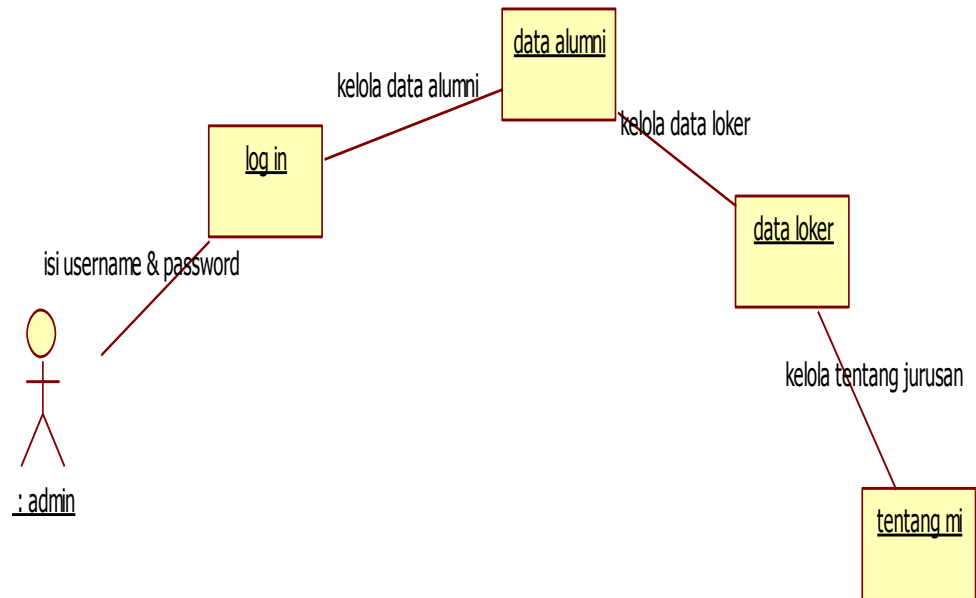 data alumni
kelola data alumni
kelola data loker
log in
data loker
isi username & password
kelola tentang jurusan
: admin
tentang mi